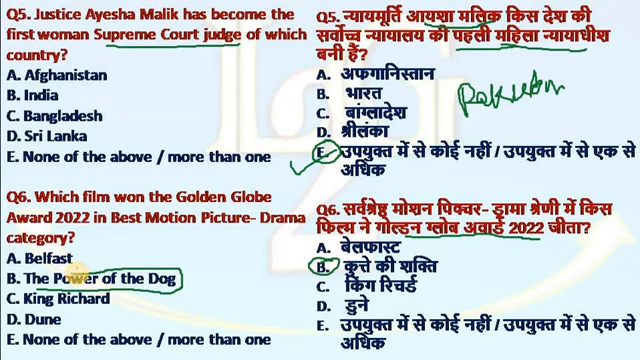 Q5. Justice Ayesha Malik has become the
first woman Supreme Court judge of which
country?
A. Afghanistan
B. India
C. Bangladesh
D. Sri Lanka
E. None of the above / more than one
Q6. Which film won the Golden Globe
Award 2022 in Best Motion Picture- Drama
category?
A. Belfast
B. The Power of the Dog
C. King Richard
D. Dune
E. None of the above / more than one
Q5. न्यायमूर्ति आयशा मलिक किस देश की
सर्वोच्च न्यायालय की पहली महिला न्यायाधीश
बनी हैं?
A. अफगानिस्तान
B. भारत
C. बांग्लादेश
D. श्रीलंका
E. उपयुक्त में से कोई नहीं / उपयुक्त में से एक से
अधिक
Pakistan
Q6. सर्वश्रेष्ठ मोशन पिक्चर- ड्रामा श्रेणी में किस
फिल्म ने गोल्डन ग्लोब अवार्ड 2022 जीता?
A. बेलफास्ट
B. कुत्ते की शक्ति
C. किंग रिचर्ड
D. डुने
E. उपयुक्त में से कोई नहीं / उपयुक्त में से एक से
अधिक